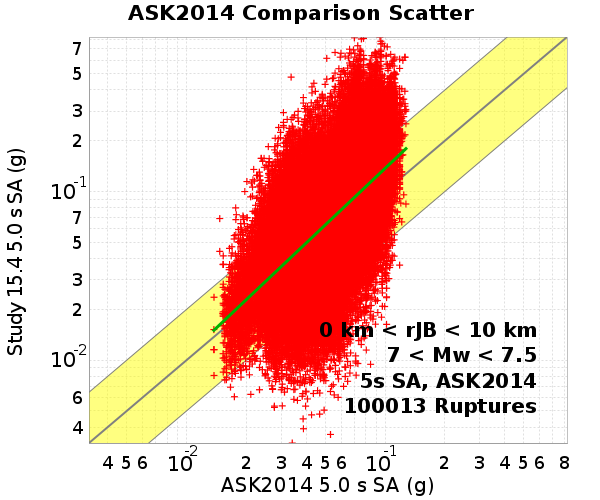 ASK2014 Comparison Scatter
7
5
3
2
10-1
7
5
3
2
10-2
6
4
Study 15.4 5.0 s SA (g)
0 km < rJB < 10 km
7 < Mw < 7.5
5s SA, ASK2014
100013 Ruptures
4 5 6 10-2 2 3 4 5 6 10-1 2 3 4 5 6 8
ASK2014 5.0 s SA (g)